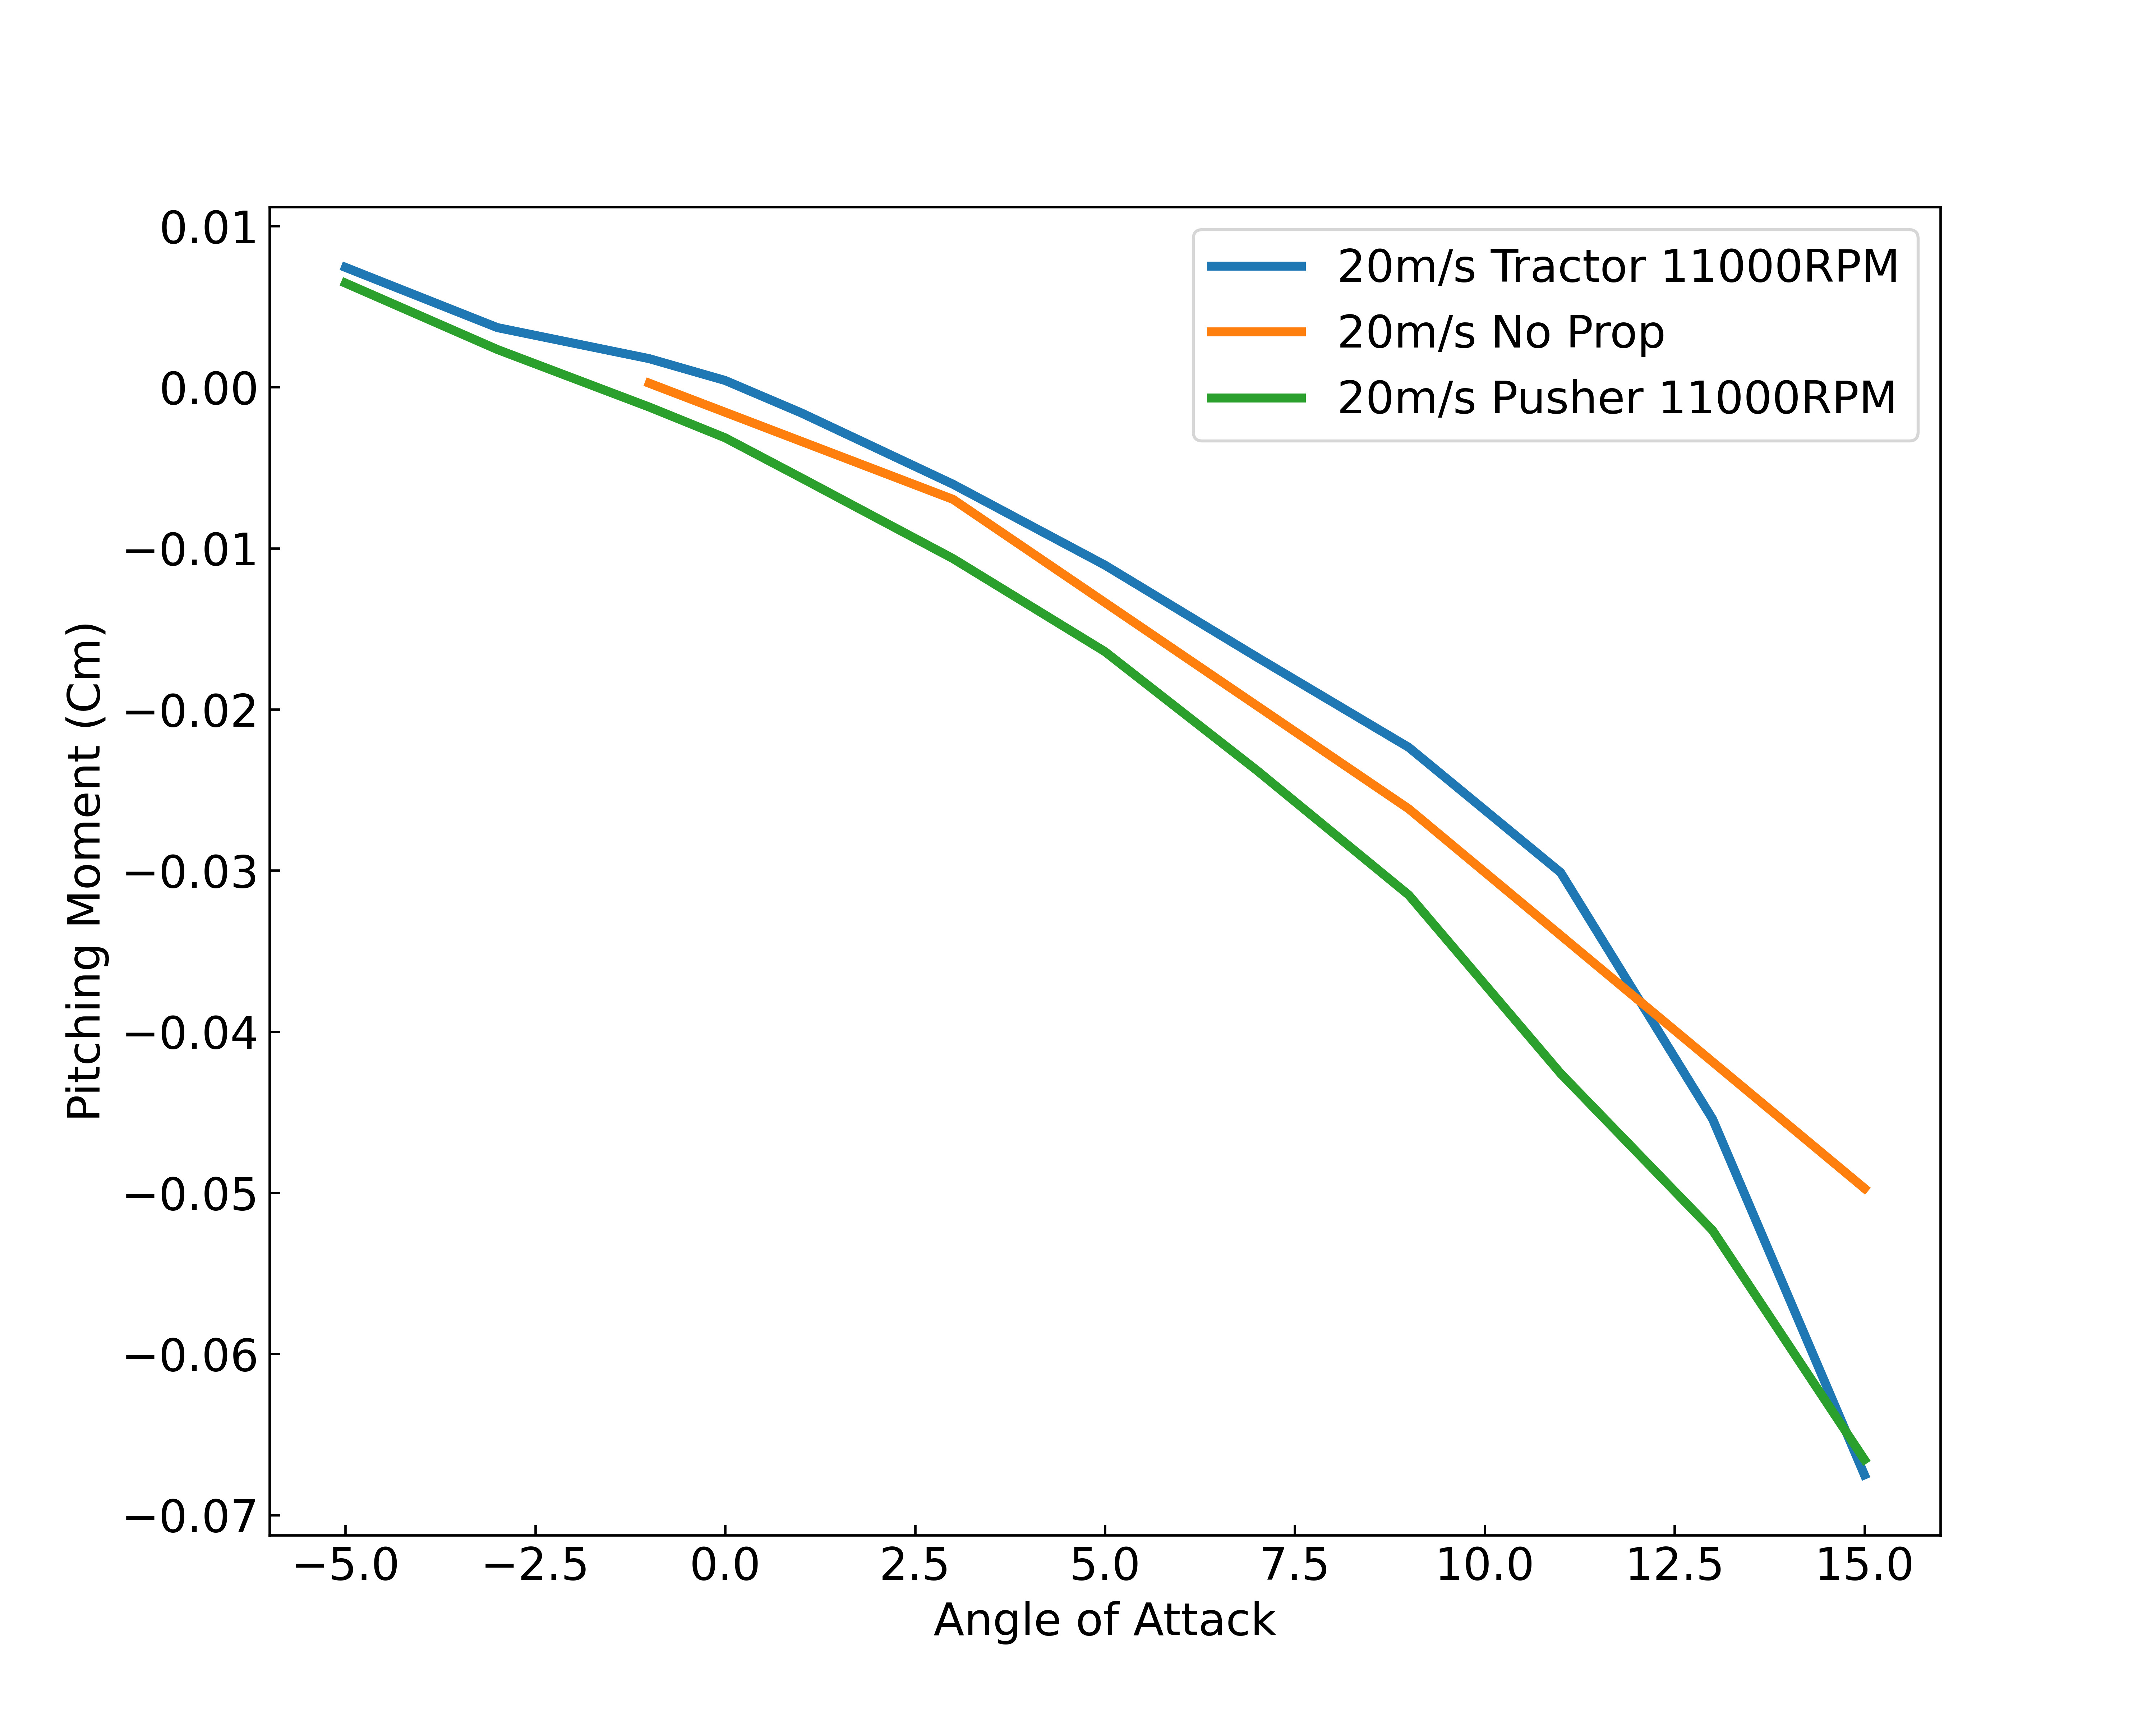 20m/s Tractor 11000RPM
20m/s No Prop
20m/s Pusher 11000RPM
0.01
0.00
−0.01
−0.02
−0.03
−0.04
−0.05
−0.06
−0.07
Pitching Moment (Cm)
−5.0 −2.5 0.0 2.5 5.0 7.5 10.0 12.5 15.0
Angle of Attack